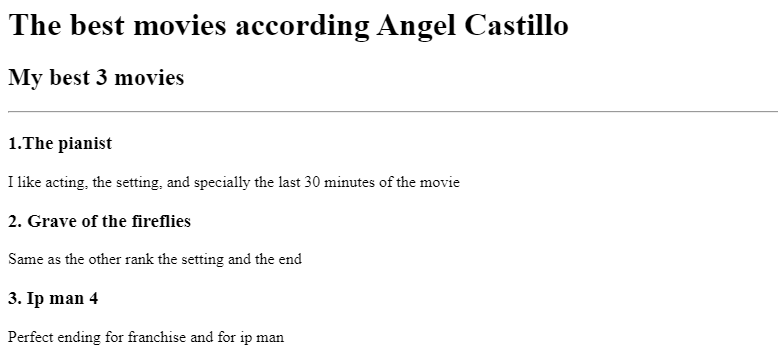 The best movies according Angel Castillo
My best 3 movies
1.The pianist
I like acting, the setting, and specially the last 30 minutes of the movie
2. Grave of the fireflies
Same as the other rank the setting and the end
3. Ip man 4
Perfect ending for franchise and for ip man